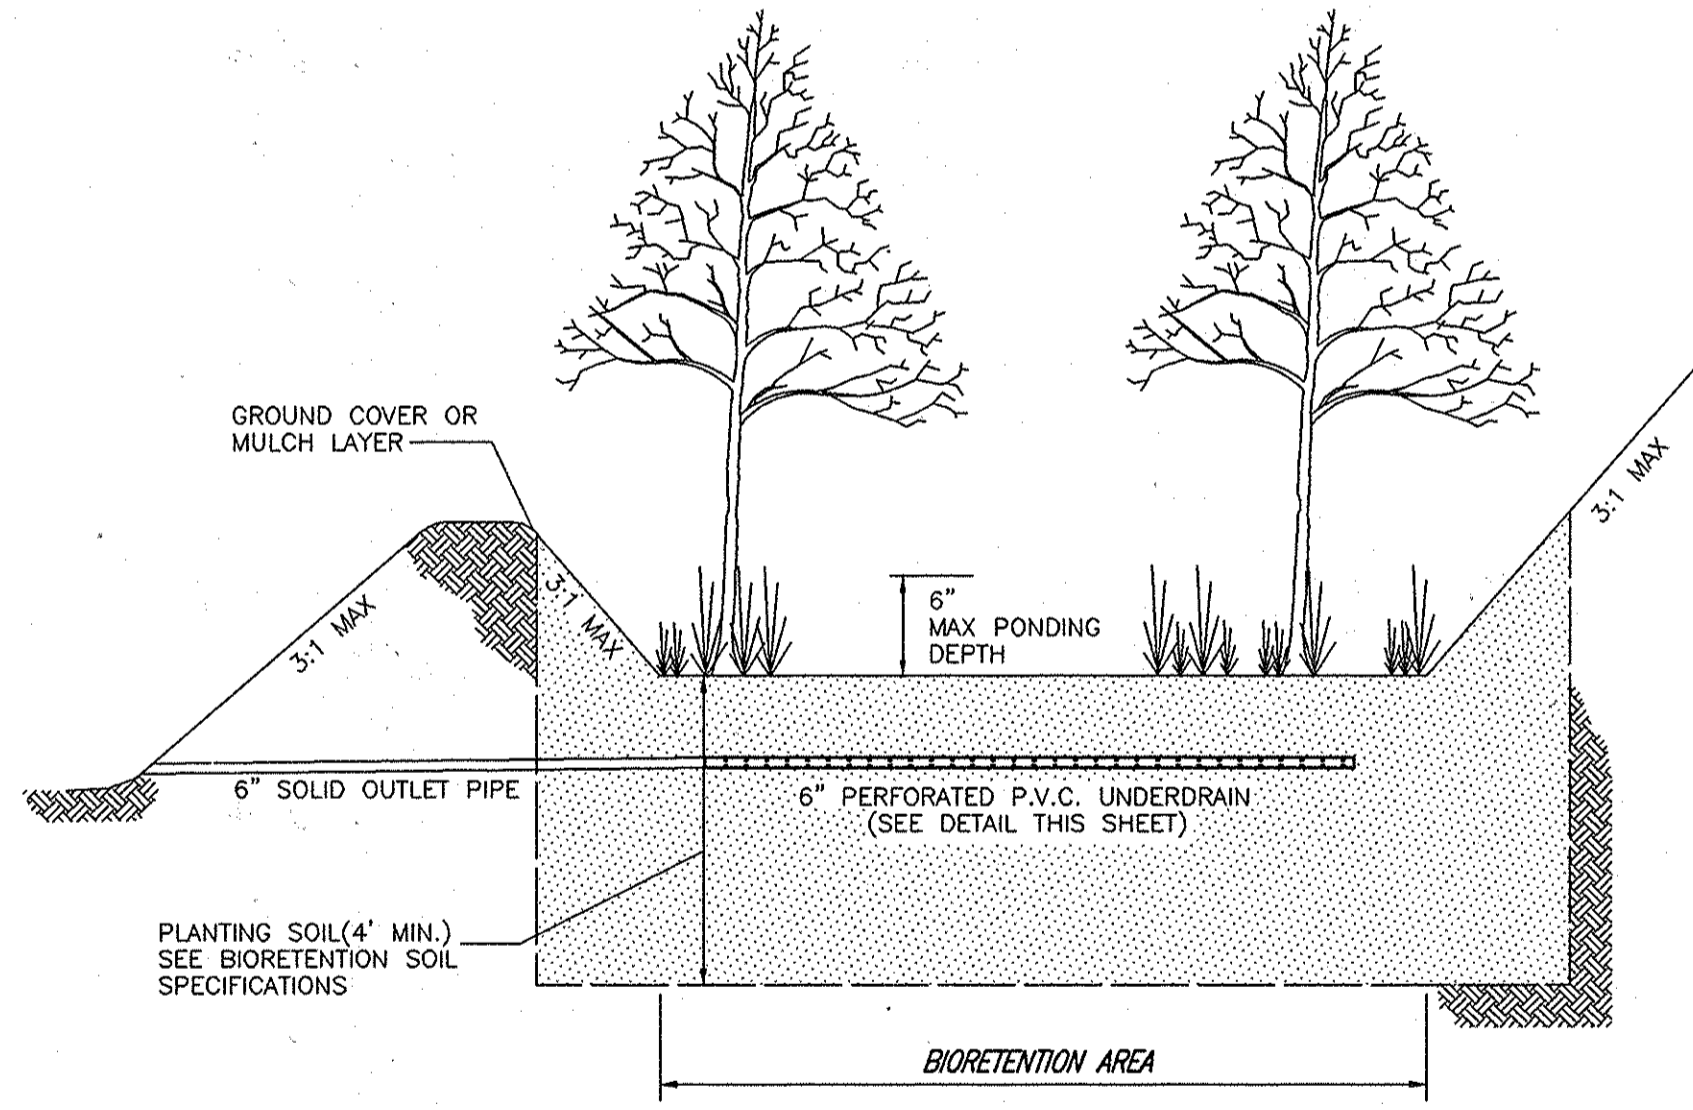 GROUND COVER OR
MULCH LAYER
3:1 MAX
3:1 MAX
3:1 MAX
6"
MAX PONDING
DEPTH
6" SOLID OUTLET PIPE
6" PERFORATED P.V.C. UNDERDRAIN
(SEE DETAIL THIS SHEET)
PLANTING SOIL(4' MIN.)
SEE BIORETENTION SOIL
SPECIFICATIONS
BIORETENTION AREA